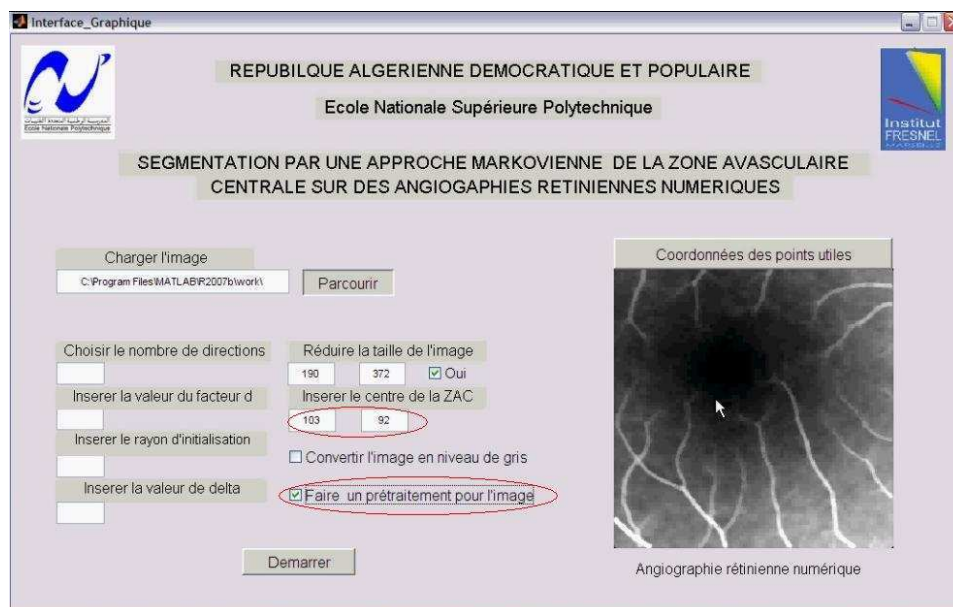 Interface_Graphique
REPUBILQUE ALGERIENNE DEMOCRATIQUE ET POPULAIRE
Ecole Nationale Supérieure Polytechnique
Ecole Nationale Polytechnique
Institut
FRESNEL
MARSEILLE
SEGMENTATION PAR UNE APPROCHE MARKOVIENNE DE LA ZONE AVASCULAIRE
CENTRALE SUR DES ANGIOGAPHIES RETINIENNES NUMERIQUES
Charger l'image
C:\Program Files\MATLAB\R2007b\work\
Parcourir
Coordonnées des points utiles
Choisir le nombre de directions
Réduire la taille de l'image
190 372 Oui
Inserer la valeur du facteur d
Inserer le centre de la ZAC
103 92
Inserer le rayon d'initialisation
Convertir l'image en niveau de gris
Inserer la valeur de delta
Faire un prétraitement pour l'image
Demarrer
Angiographie rétinienne numérique